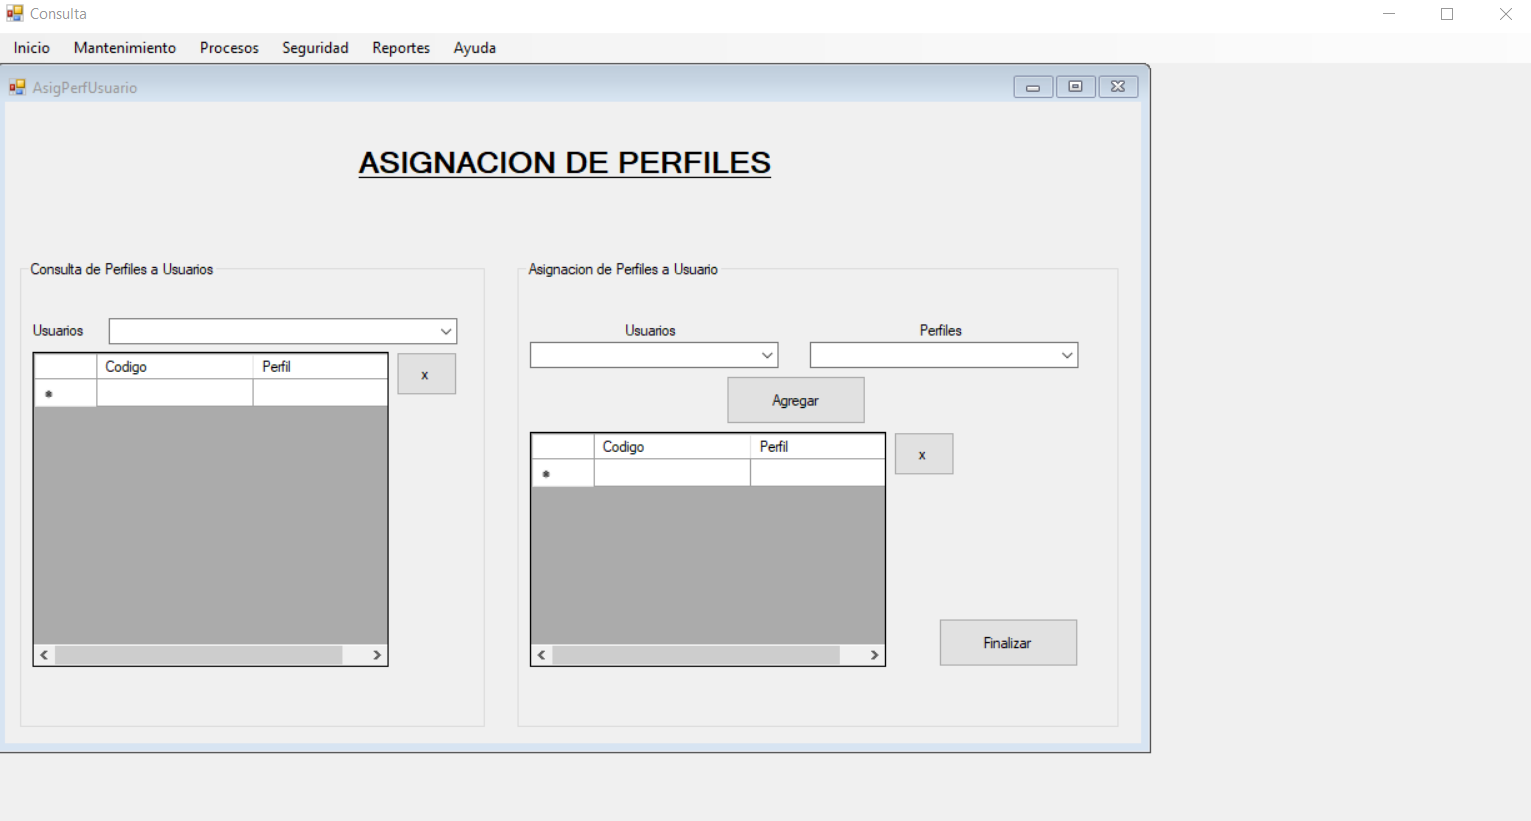 Consulta
Inicio Mantenimiento Procesos Seguridad Reportes Ayuda
AsigPerfUsuario
ASIGNACION DE PERFILES
Consulta de Perfiles a Usuarios
Usuarios
Codigo Perfil
x
Asignacion de Perfiles a Usuario
Usuarios Perfiles
Agregar
Codigo Perfil
x
Finalizar